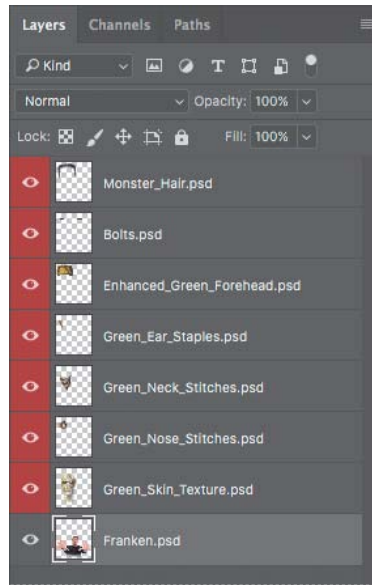 Layers Channels Paths
Kind
Normal Opacity: 100%
Lock: Fill: 100%
Monster_Hair.psd
Bolts.psd
Enhanced_Green_Forehead.psd
Green_Ear_Staples.psd
Green_Neck_Stitches.psd
Green_Nose_Stitches.psd
Green_Skin_Texture.psd
Franken.psd